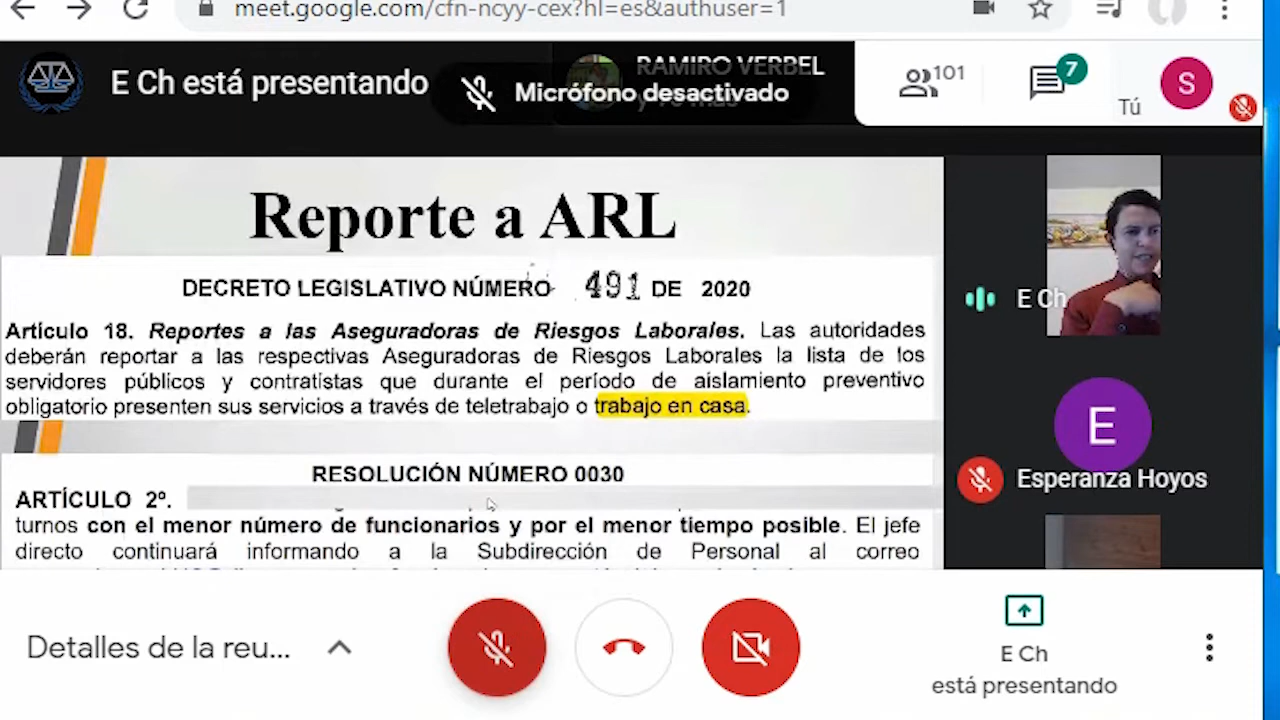 meet.google.com/cfn-ncyy-cex?hl=es&authuser=1
E Ch está presentando
RAMIRO VERBEL
Micrófono desactivado
101
7
Tú
S
Reporte a ARL
DECRETO LEGISLATIVO NÚMERO 491 DE 2020
Artículo 18. Reportes a las Aseguradoras de Riesgos Laborales. Las autoridades
deberán reportar a las respectivas Aseguradoras de Riesgos Laborales la lista de los
servidores públicos y contratistas que durante el período de aislamiento preventivo
obligatorio presenten sus servicios a través de teletrabajo o trabajo en casa.
RESOLUCIÓN NÚMERO 0030
ARTÍCULO 2º.
turnos con el menor número de funcionarios y por el menor tiempo posible. El jefe
directo continuará informando a la Subdirección de Personal al correo
E Ch
E
Esperanza Hoyos
Detalles de la reu...
E Ch
está presentando